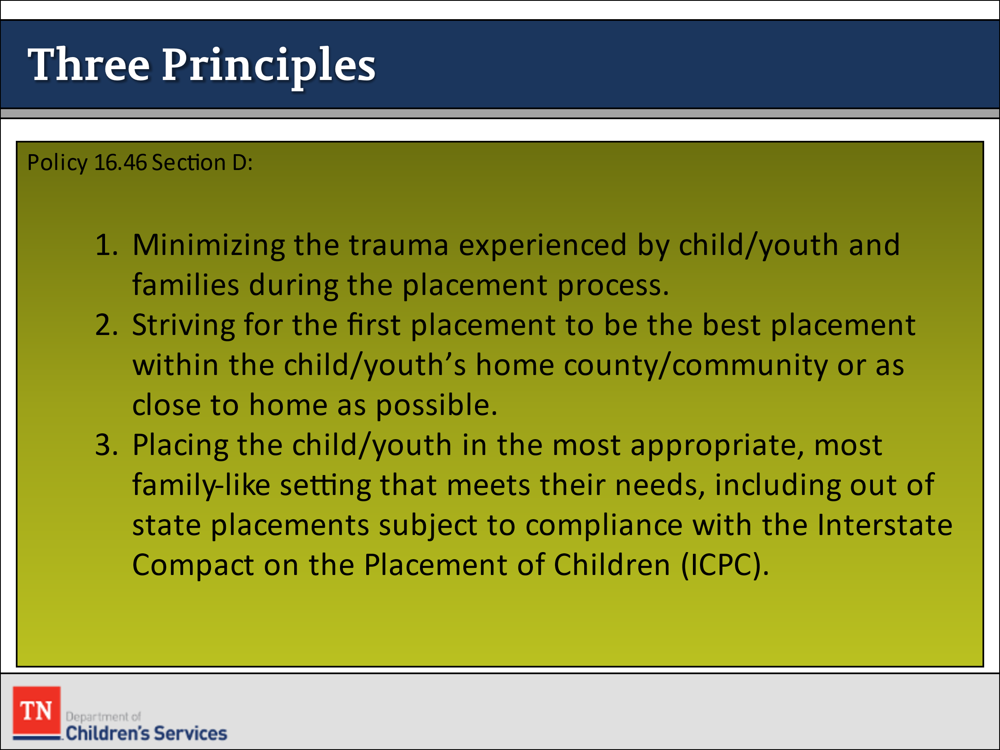 Three Principles
Policy 16.46 Section D:
1. Minimizing the trauma experienced by child/youth and
families during the placement process.
2. Striving for the first placement to be the best placement
within the child/youth’s home county/community or as
close to home as possible.
3. Placing the child/youth in the most appropriate, most
family-like setting that meets their needs, including out of
state placements subject to compliance with the Interstate
Compact on the Placement of Children (ICPC).
TN
Department of
Children's Services